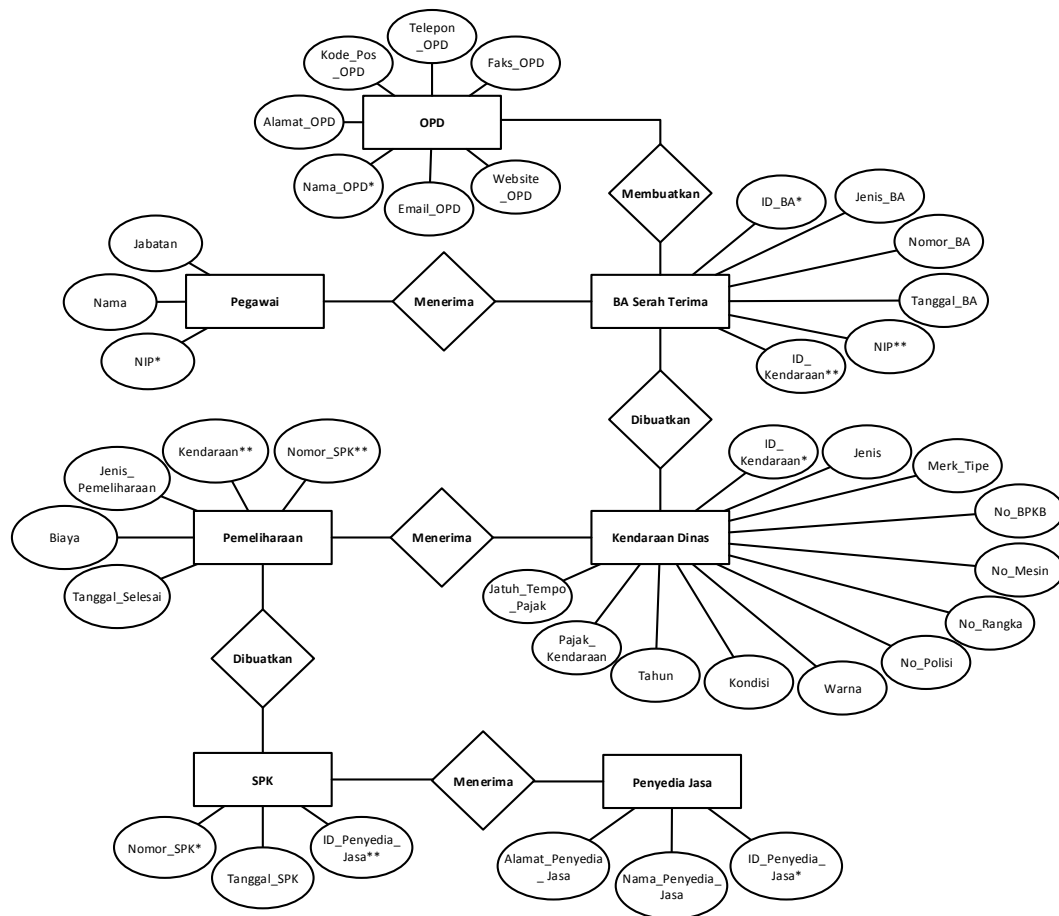 Telepon
_OPD
Kode_Pos
_OPD
Faks_OPD
Alamat_OPD
OPD
Nama_OPD*
Email_OPD
Website
_OPD
Membuatkan
ID_BA*
Jenis_BA
Nomor_BA
Tanggal_BA
NIP**
ID_
Kendaraan**
BA Serah Terima
Menerima
Pegawai
Jabatan
Nama
NIP*
Dibuatkan
Kendaraan**
Nomor_SPK**
Jenis_
Pemeliharaan
Biaya
Tanggal_Selesai
Pemeliharaan
Menerima
Kendaraan Dinas
ID_
Kendaraan*
Jenis
Merk_Tipe
No_BPKB
No_Mesin
No_Rangka
No_Polisi
Warna
Kondisi
Tahun
Pajak_
Kendaraan
Jatuh_Tempo
_Pajak
Dibuatkan
SPK
Menerima
Penyedia Jasa
Nomor_SPK*
Tanggal_SPK
ID_Penyedia_
Jasa**
Alamat_Penyedia
_Jasa
Nama_Penyedia_
Jasa
ID_Penyedia_
Jasa*